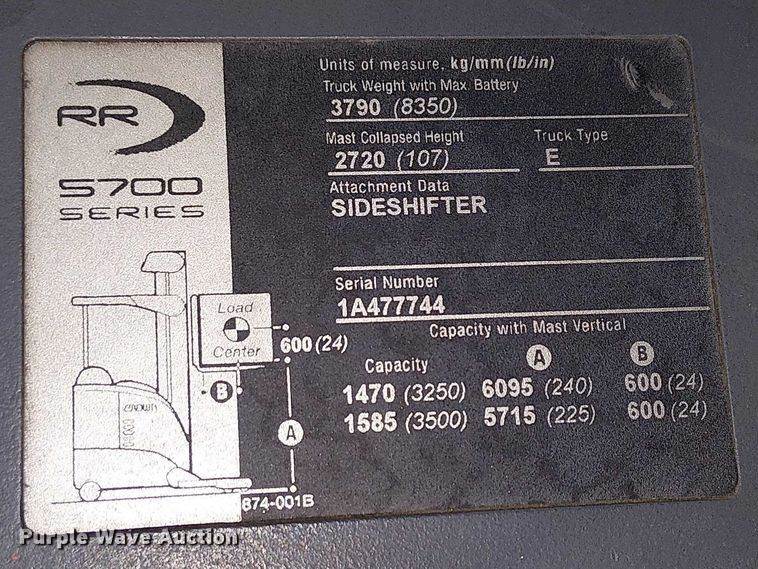 Units of measure, kg/mm(lb/in)
Truck Weight with Max. Battery
3790 (8350)
Mast Collapsed Height
2720 (107)
Truck Type
E
Attachment Data
SIDESHIFTER
Serial Number
1A477744
Capacity with Mast Vertical
Capacity A B
1470 (3250) 6095 (240) 600 (24)
1585 (3500) 5715 (225) 600 (24)
RR
5700
SERIES
Load
Center
600 (24)
B
A
CROWN
874-001B
Purple Wave Auction